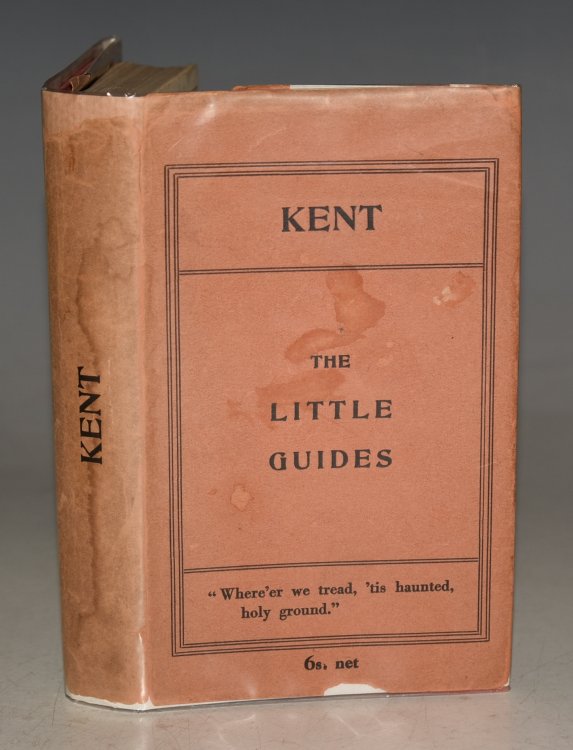 KENT
KENT
THE
LITTLE
GUIDES
“Where'er we tread, 'tis haunted,
holy ground.”
6s. net